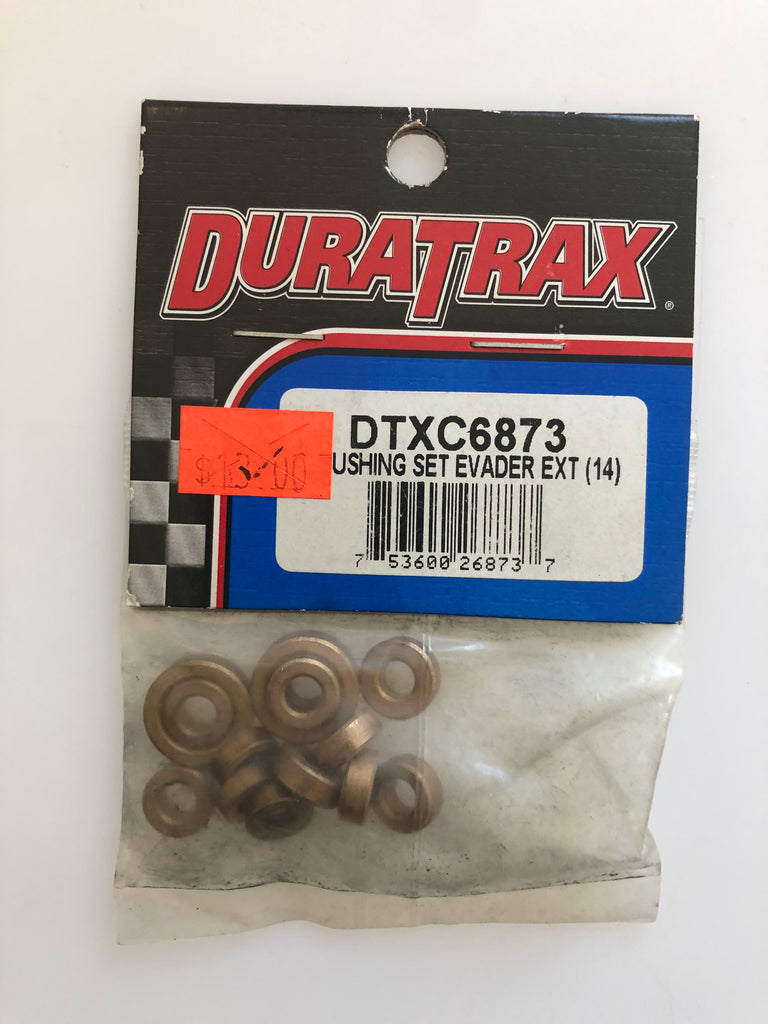 DURATRAX®
DTXC6873
USHING SET EVADER EXT (14)
7 53600 26873 7